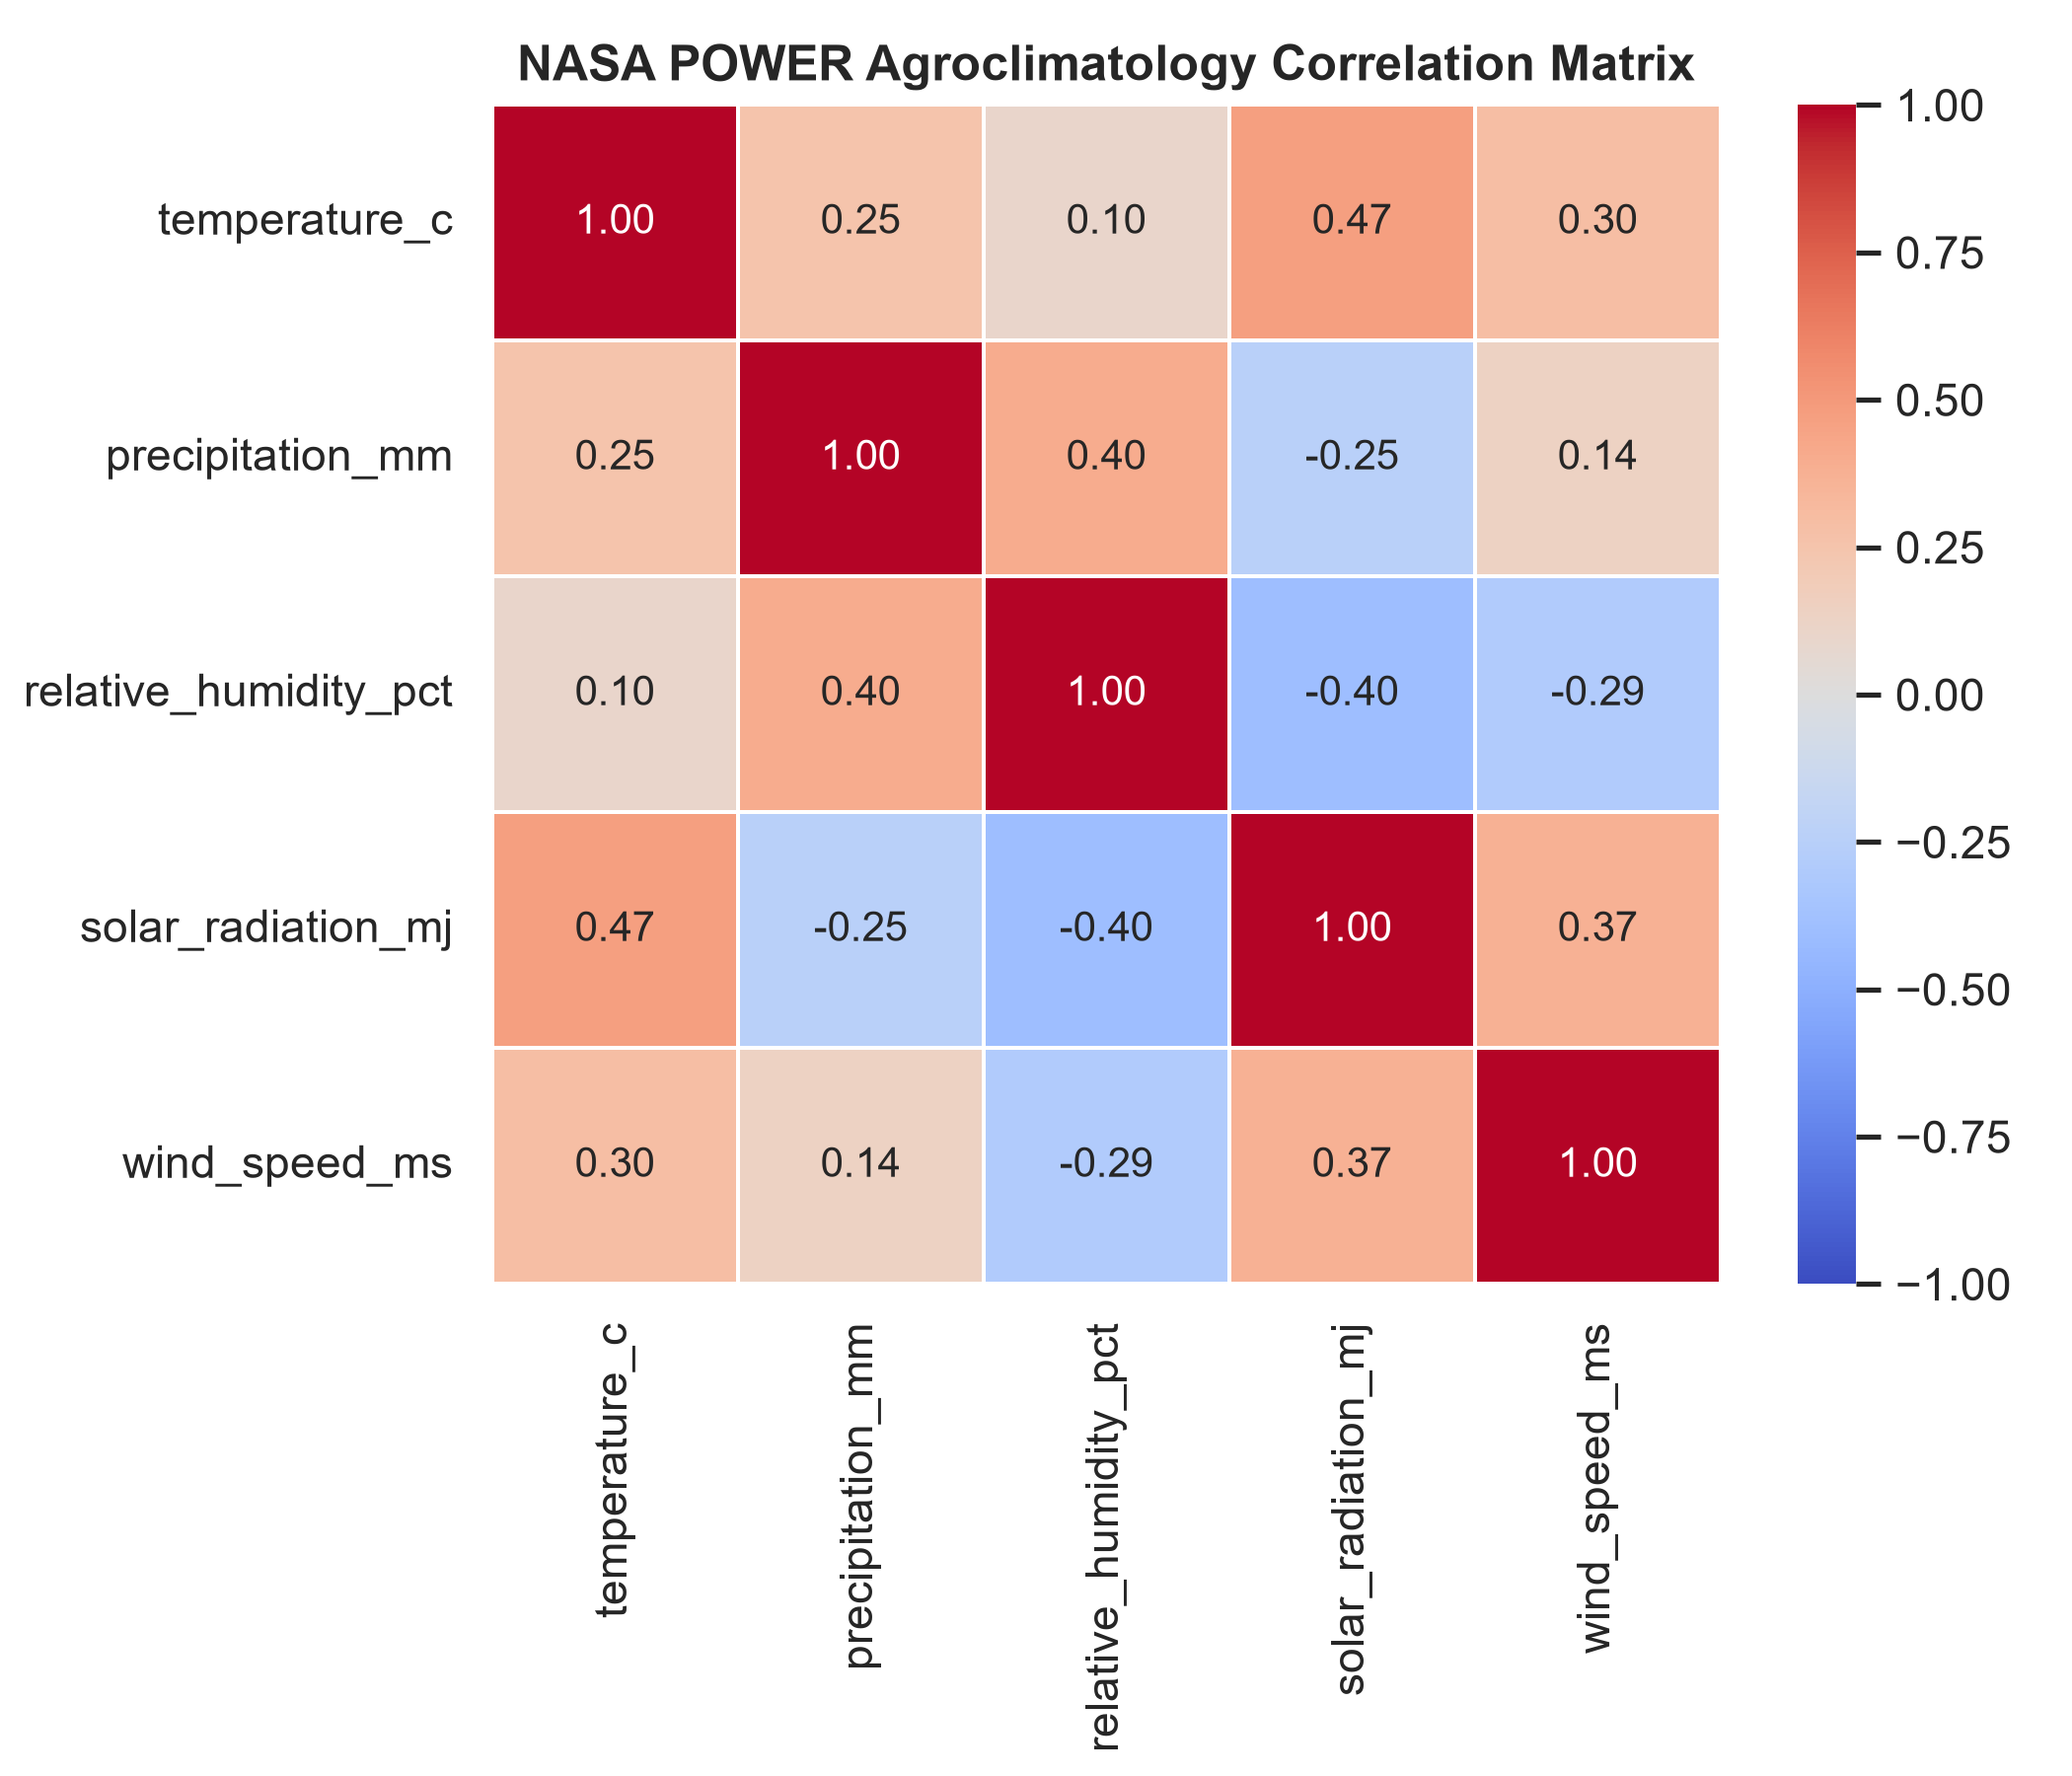 NASA POWER Agroclimatology Correlation Matrix
temperature_c 1.00 0.25 0.10 0.47 0.30
precipitation_mm 0.25 1.00 0.40 -0.25 0.14
relative_humidity_pct 0.10 0.40 1.00 -0.40 -0.29
solar_radiation_mj 0.47 -0.25 -0.40 1.00 0.37
wind_speed_ms 0.30 0.14 -0.29 0.37 1.00
temperature_c
precipitation_mm
relative_humidity_pct
solar_radiation_mj
wind_speed_ms
1.00
0.75
0.50
0.25
0.00
−0.25
−0.50
−0.75
−1.00